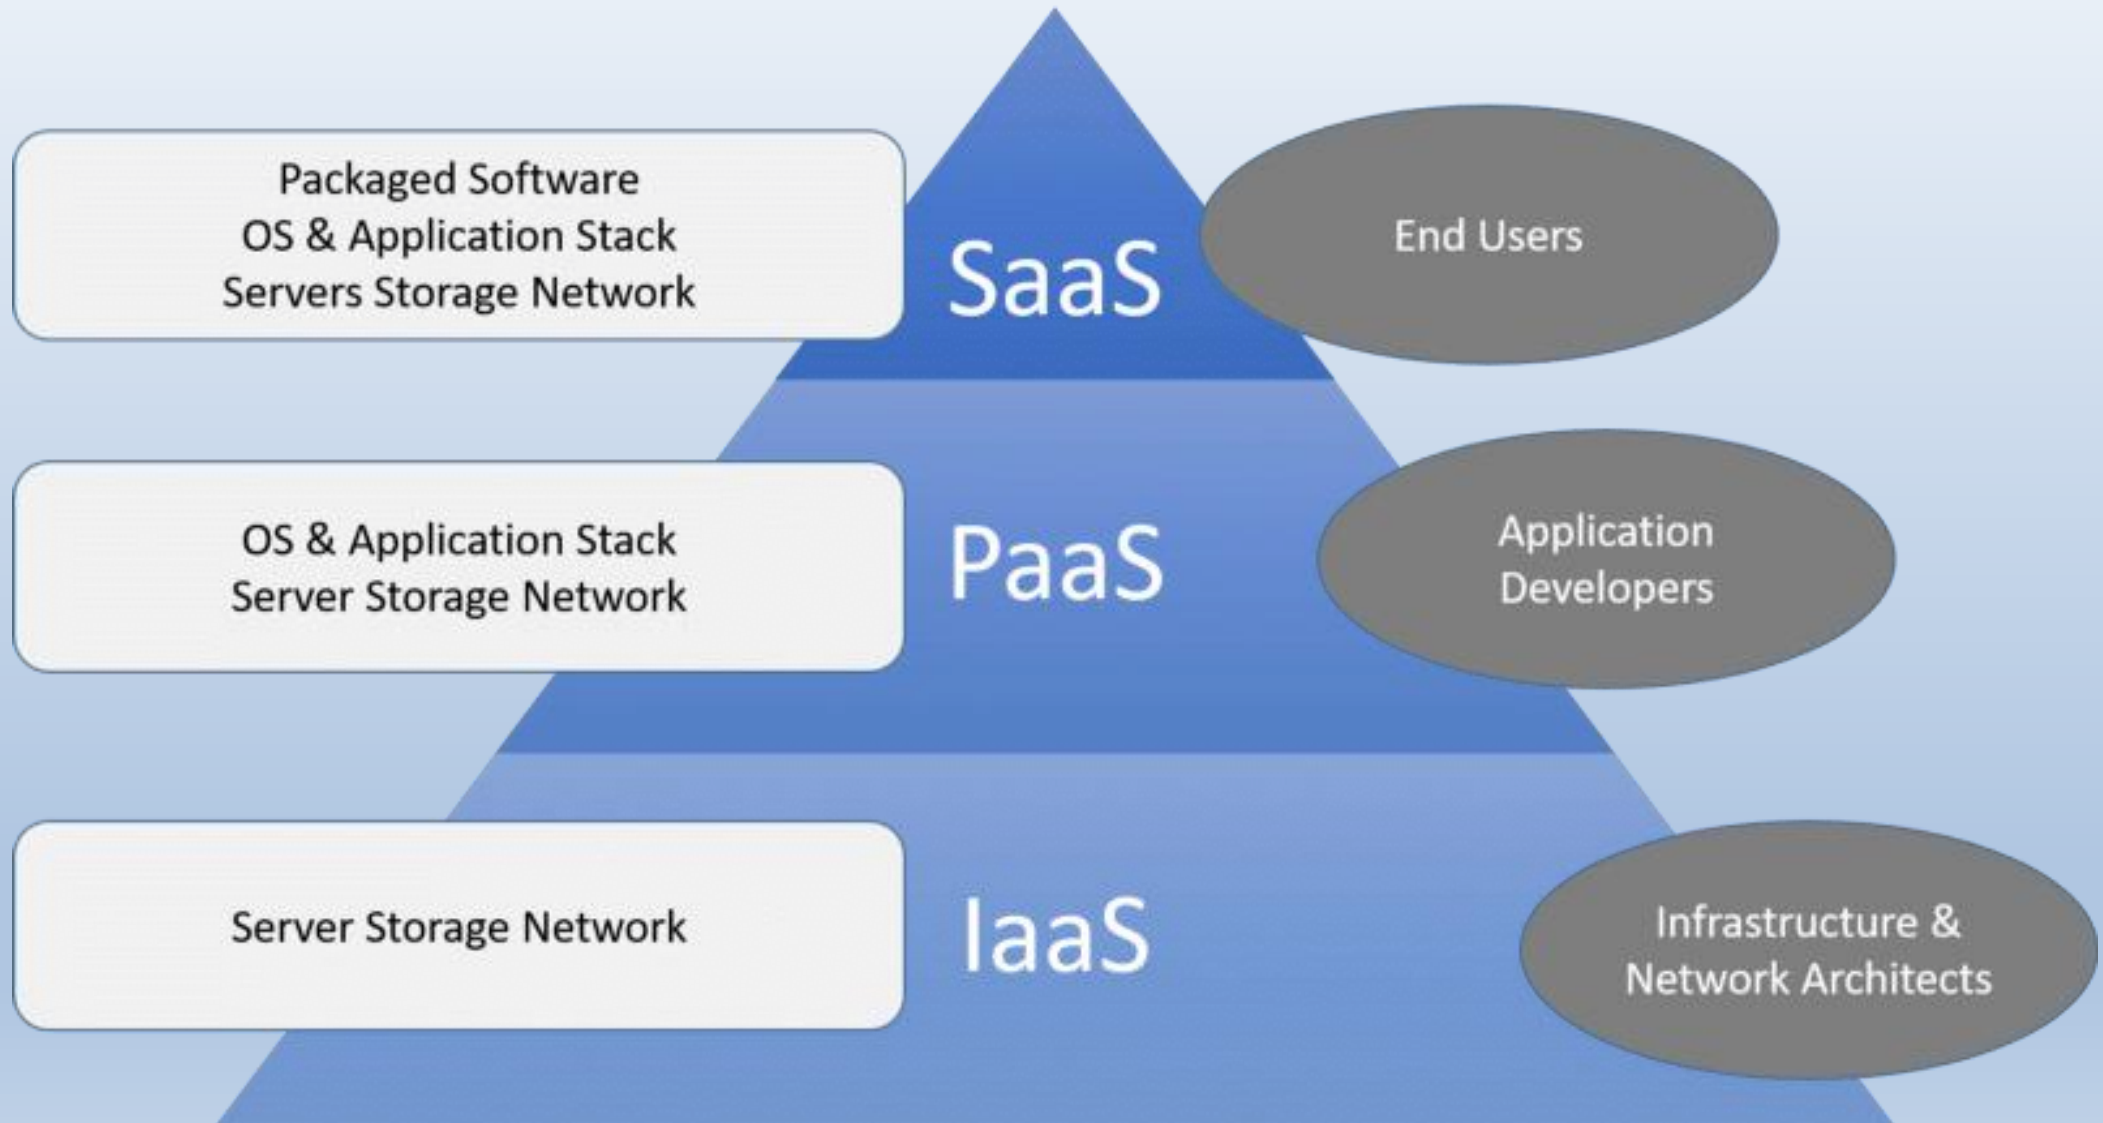 Packaged Software
OS & Application Stack
Servers Storage Network
SaaS
End Users
OS & Application Stack
Server Storage Network
PaaS
Application
Developers
Server Storage Network
IaaS
Infrastructure &
Network Architects